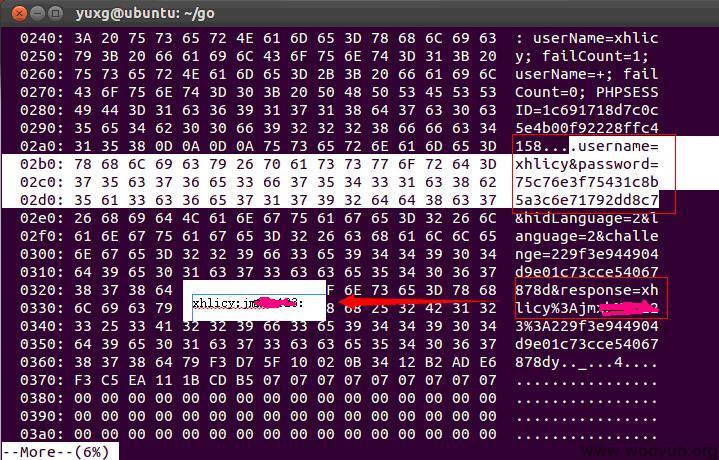 yuxg@ubuntu: ~/go
0240: 3A 20 75 73 65 72 4E 61 6D 65 3D 78 68 6C 69 63 : userName=xhlic
0250: 79 3B 20 66 61 69 6C 43 6F 75 6E 74 3D 31 3B 20 y; failCount=1;
0260: 75 73 65 72 4E 61 6D 65 3D 2B 3B 20 66 61 69 6C userName=+; fail
0270: 43 6F 75 6E 74 3D 30 3B 20 50 48 50 53 45 53 53 Count=0; PHPSESS
0280: 49 44 3D 31 63 36 39 31 37 31 38 64 37 63 30 63 ID=1c691718d7c0c
0290: 35 65 34 62 30 30 66 39 32 32 32 38 66 66 63 34 5e4b00f92228ffc4
02a0: 31 35 38 0D 0A 0D 0A 75 73 65 72 6E 61 6D 65 3D 158....username=
02b0: 78 68 6C 69 63 79 26 70 61 73 73 77 6F 72 64 3D xhlicy&password=
02c0: 37 35 63 37 36 65 33 66 37 35 34 33 31 63 38 62 75c76e3f75431c8b
02d0: 35 61 33 63 36 65 37 31 37 39 32 64 64 38 63 37 5a3c6e71792dd8c7
02e0: 26 68 69 64 4C 61 6E 67 75 61 67 65 3D 32 26 6C &hidLanguage=2&l
02f0: 61 6E 67 75 61 67 65 3D 32 26 63 68 61 6C 6C 65 anguage=2&challe
0300: 6E 67 65 3D 32 32 39 66 33 65 39 34 34 39 30 34 nge=229f3e944904
0310: 64 39 65 30 31 63 37 33 63 63 65 35 34 30 36 37 d9e01c73cce54067
0320: 38 37 38 64 F 6E 73 65 3D 78 68 878d&response=xh
xhlicy:jm 3:
0330: 6C 69 63 79 68 25 32 42 31 32 licy%3Ajm
0340: 33 25 33 41 32 32 39 66 33 65 39 34 34 39 30 34 3%3A229f3e944904
0350: 64 39 65 30 31 63 37 33 63 63 65 35 34 30 36 37 d9e01c73cce54067
0360: 38 37 38 64 79 F3 D7 5F 10 02 0B 34 12 B2 AD E6 878dy.._...4....
0370: F3 C5 EA 11 1B CD B5 07 07 07 07 07 07 07 07 07 ................
0380: 00 00 00 00 00 00 00 00 00 00 00 00 00 00 00 00 ................
0390: 00 00 00 00 00 00 00 00 00 00 00 00 00 00 00 00 ................
03a0: 00 00 00 00 00 00 00 00 00 00 00 00 00 00 00 00 ................
--More--(6%)
www.wooyun.org